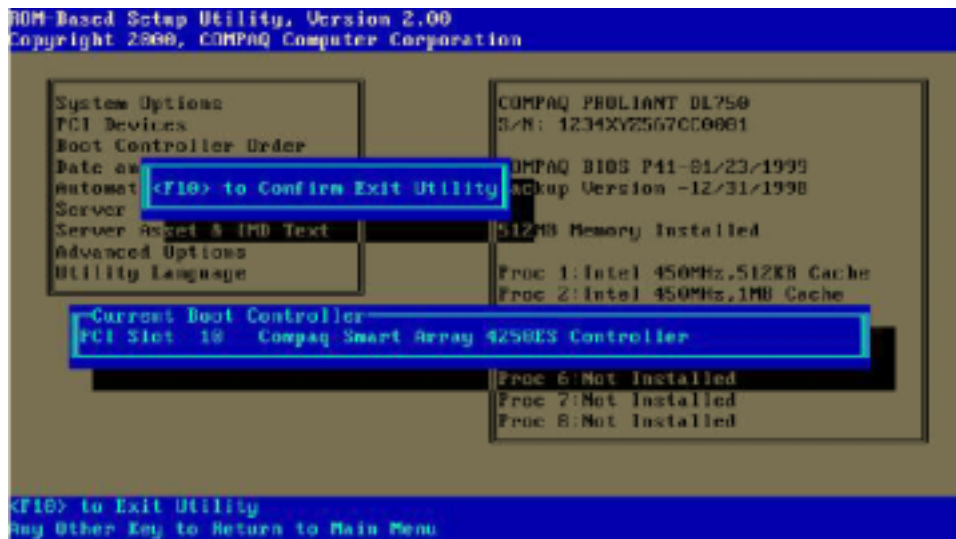 ROM-Based Setup Utility, Version 2.00
Copyright 2000, COMPAQ Computer Corporation
System Options
PCI Devices
Boot Controller Order
Date an
Automat
Server
Server Asset & IMD Text
Advanced Options
Utility Language
<F10> to Confirm Exit Utility
COMPAQ PROLIANT DL750
S/N: 1234XYZ567CC0001
OMPAQ BIOS P41-01/23/1999
ackup Version -12/31/1998
512MB Memory Installed
Proc 1:Intel 450MHz,512KB Cache
Proc 2:Intel 450MHz,1MB Cache
Current Boot Controller
PCI Slot 10 Compaq Smart Array 4250ES Controller
Proc 6:Not Installed
Proc 7:Not Installed
Proc 8:Not Installed
<F10> to Exit Utility
Any Other Key to Return to Main Menu